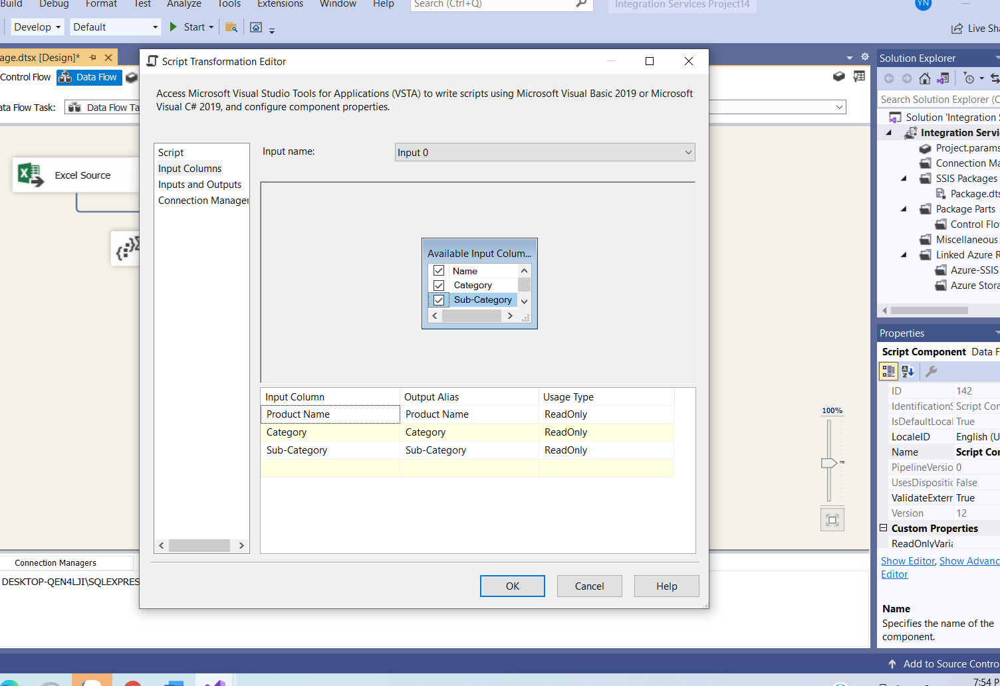 Build Debug Format Test Analyze Tools Extensions Window Help Search (Ctrl+Q) Integration Services Project14 YN
Develop Default Start Live Sha
age.dtsx [Design]*
Control Flow Data Flow
ata Flow Task: Data Flow Ta
Excel Source
Script Transformation Editor
Access Microsoft Visual Studio Tools for Applications (VSTA) to write scripts using Microsoft Visual Basic 2019 or Microsoft
Visual C# 2019, and configure component properties.
Script
Input Columns
Inputs and Outputs
Connection Manager
Input name: Input 0
Available Input Colum...
Name
Category
Sub-Category
Input Column Output Alias Usage Type
Product Name Product Name ReadOnly
Category Category ReadOnly
Sub-Category Sub-Category ReadOnly
OK Cancel Help
100%
Connection Managers
DESKTOP-QEN4LJI\SQLEXPRES
Solution Explorer
Search Solution Explorer (C
Solution 'Integration S
Integration Servi
Project.params
Connection Ma
SSIS Packages
Package.dts
Package Parts
Control Flo
Miscellaneous
Linked Azure R
Azure-SSIS
Azure Stora
Properties
Script Component Data F
ID 142
IdentificationS Script Con
IsDefaultLocal True
LocaleID English (U
Name Script Cor
PipelineVersio 0
UsesDispositic False
ValidateExterr True
Version 12
Custom Properties
ReadOnlyVaria
Show Editor, Show Advanc
Editor
Name
Specifies the name of the
component.
Add to Source Contro
7:54 P